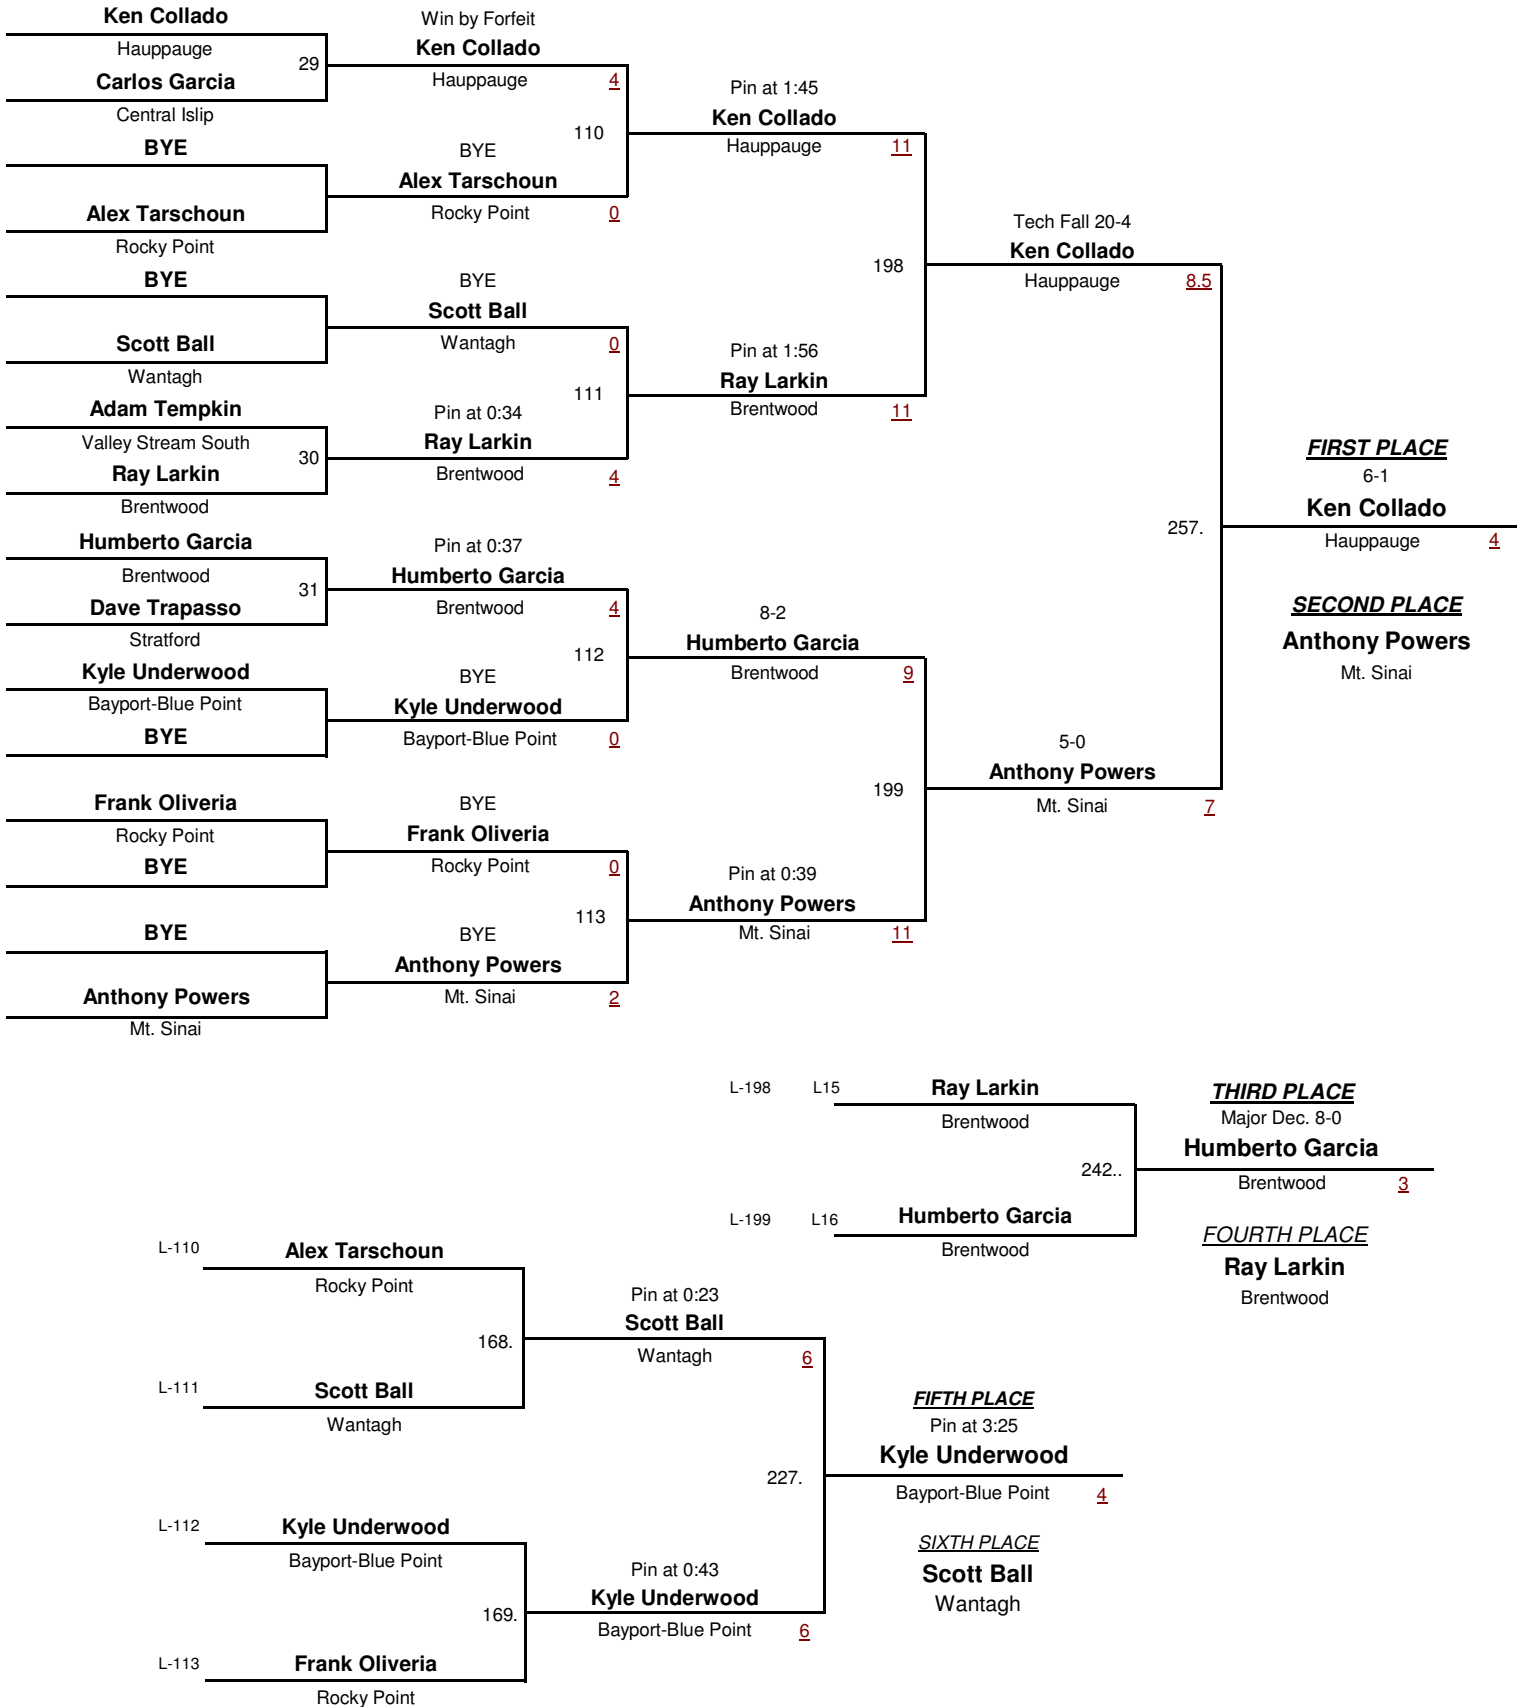 Ken Collado
Hauppauge
29
Carlos Garcia
Central Islip
BYE
Alex Tarschoun
Rocky Point
BYE
Scott Ball
Wantagh
Adam Tempkin
Valley Stream South
30
Ray Larkin
Brentwood
Humberto Garcia
Brentwood
31
Dave Trapasso
Stratford
Kyle Underwood
Bayport-Blue Point
BYE
Frank Oliveria
Rocky Point
BYE
BYE
Anthony Powers
Mt. Sinai
Win by Forfeit
Ken Collado
Hauppauge 4
110
BYE
Alex Tarschoun
Rocky Point 0
BYE
Scott Ball
Wantagh 0
111
Pin at 0:34
Ray Larkin
Brentwood 4
Pin at 0:37
Humberto Garcia
Brentwood 4
112
BYE
Kyle Underwood
Bayport-Blue Point 0
BYE
Frank Oliveria
Rocky Point 0
113
BYE
Anthony Powers
Mt. Sinai 2
Pin at 1:45
Ken Collado
Hauppauge 11
198
Pin at 1:56
Ray Larkin
Brentwood 11
8-2
Humberto Garcia
Brentwood 9
199
Pin at 0:39
Anthony Powers
Mt. Sinai 11
Tech Fall 20-4
Ken Collado
Hauppauge 8.5
257.
5-0
Anthony Powers
Mt. Sinai 7
FIRST PLACE
6-1
Ken Collado
Hauppauge 4
SECOND PLACE
Anthony Powers
Mt. Sinai
L-198 L15 Ray Larkin
Brentwood
242..
L-199 L16 Humberto Garcia
Brentwood
THIRD PLACE
Major Dec. 8-0
Humberto Garcia
Brentwood 3
FOURTH PLACE
Ray Larkin
Brentwood
L-110 Alex Tarschoun
Rocky Point
168.
L-111 Scott Ball
Wantagh
L-112 Kyle Underwood
Bayport-Blue Point
169.
L-113 Frank Oliveria
Rocky Point
Pin at 0:23
Scott Ball
Wantagh 6
227.
Pin at 0:43
Kyle Underwood
Bayport-Blue Point 6
FIFTH PLACE
Pin at 3:25
Kyle Underwood
Bayport-Blue Point 4
SIXTH PLACE
Scott Ball
Wantagh